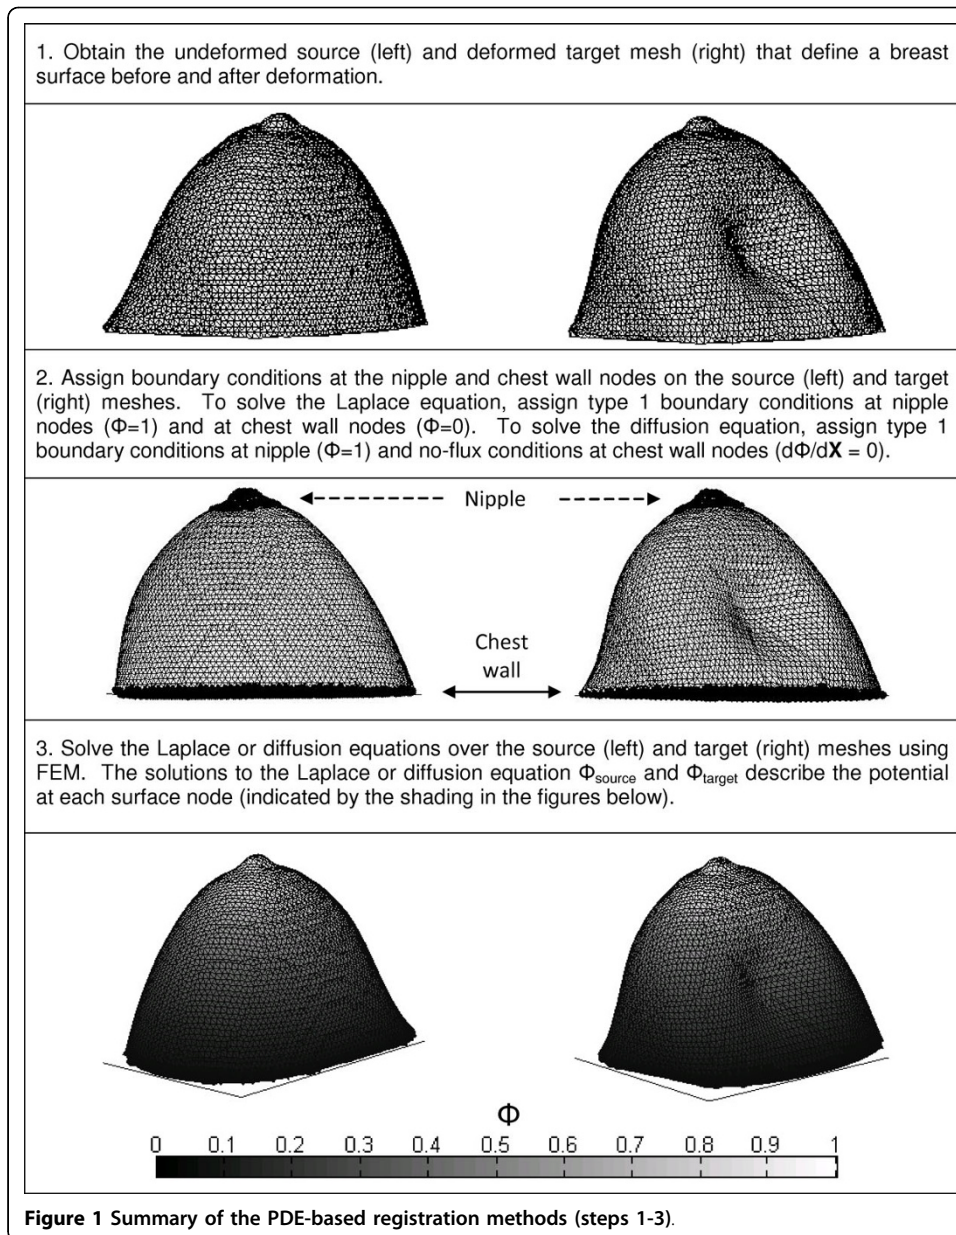 1. Obtain the undeformed source (left) and deformed target mesh (right) that define a breast
surface before and after deformation.
2. Assign boundary conditions at the nipple and chest wall nodes on the source (left) and target
(right) meshes. To solve the Laplace equation, assign type 1 boundary conditions at nipple
nodes (Φ=1) and at chest wall nodes (Φ=0). To solve the diffusion equation, assign type 1
boundary conditions at nipple (Φ=1) and no-flux conditions at chest wall nodes (dΦ/dX = 0).
Nipple
Chest
wall
3. Solve the Laplace or diffusion equations over the source (left) and target (right) meshes using
FEM. The solutions to the Laplace or diffusion equation Φsource and Φtarget describe the potential
at each surface node (indicated by the shading in the figures below).
Φ
0 0.1 0.2 0.3 0.4 0.5 0.6 0.7 0.8 0.9 1
Figure 1 Summary of the PDE-based registration methods (steps 1-3).